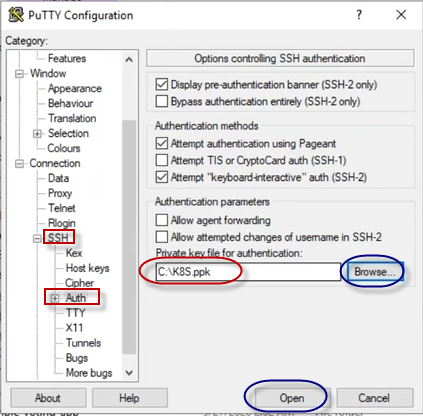 PuTTY Configuration
?
Category:
Features
Window
Appearance
Behaviour
Translation
Selection
Colours
Connection
Data
Proxy
Telnet
Rlogin
SSH
Kex
Host keys
Cipher
Auth
TTY
X11
Tunnels
Bugs
More bugs
Options controlling SSH authentication
Display pre-authentication banner (SSH-2 only)
Bypass authentication entirely (SSH-2 only)
Authentication methods
Attempt authentication using Pageant
Attempt TIS or CryptoCard auth (SSH-1)
Attempt "keyboard-interactive" auth (SSH-2)
Authentication parameters
Allow agent forwarding
Allow attempted changes of username in SSH-2
Private key file for authentication:
C:\K8S.ppk
Browse...
About
Help
Open
Cancel